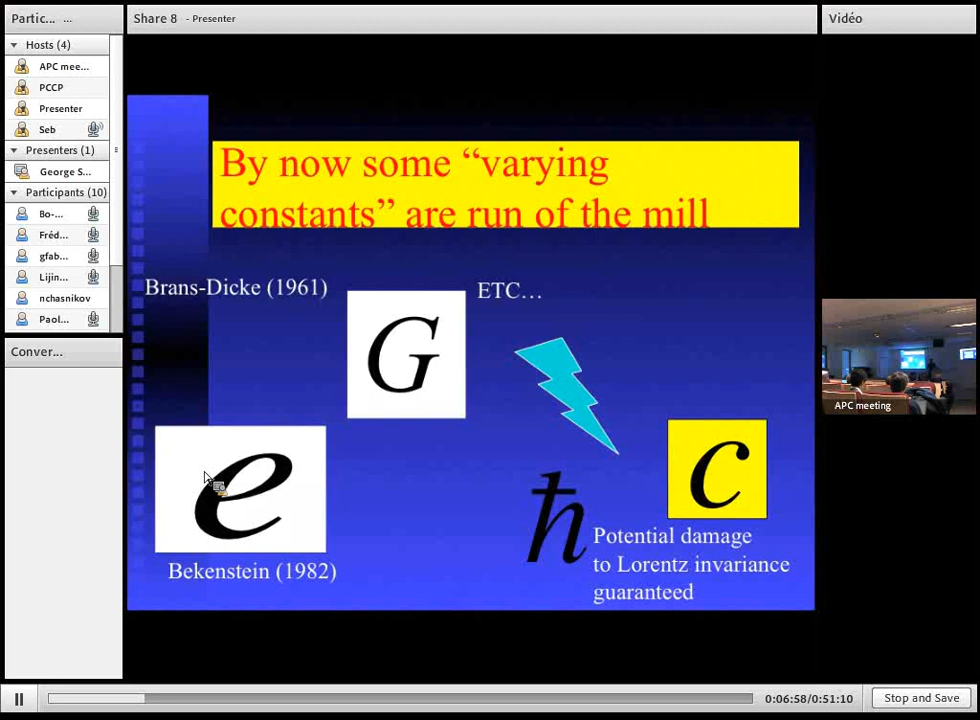 Partic... ...
Hosts (4)
APC mee...
PCCP
Presenter
Seb
Presenters (1)
George S...
Participants (10)
Bo-...
Fréd...
gfab...
Lijin...
nchasnikov
Paol...
Conver...
Share 8 - Presenter
By now some “varying
constants” are run of the mill
Brans-Dicke (1961)
ETC…
G
e
Bekenstein (1982)
ħ
c
Potential damage
to Lorentz invariance
guaranteed
Vidéo
APC meeting
0:06:58/0:51:10
Stop and Save